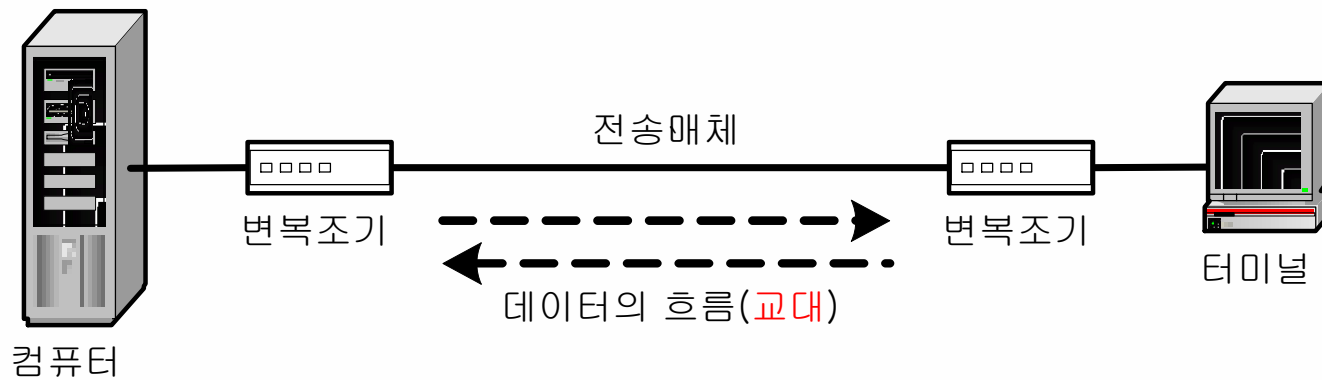 전송매체
변복조기
변복조기
터미널
데이터의 흐름(교대)
컴퓨터